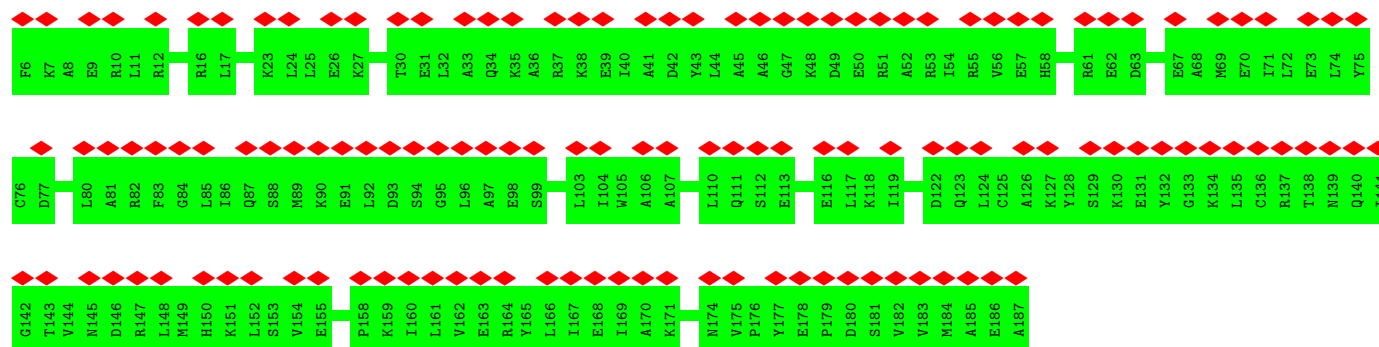 F6 K7 A8 E9 R10 L11 R12 R16 L17 K23 L24 L25 E26 K27 T30 E31 L32 A33 Q34 K35 A36 R37 K38 E39 I40 A41 D42 Y43 L44 A45 A46 G47 K48 D49 E50 R51 A52 R53 I54 R55 V56 E57 H58 R61 E62 D63 E67 A68 M69 E70 I71 L72 E73 L74 Y75
C76 D77 L80 A81 R82 F83 G84 L85 I86 Q87 S88 M89 K90 E91 L92 D93 S94 G95 L96 A97 E98 S99 L103 I104 W105 A106 A107 L110 Q111 S112 E113 E116 L117 K118 I119 D122 Q123 L124 C125 A126 K127 Y128 S129 K130 E131 Y132 G133 K134 L135 C136 R137 T138 N139 Q140
G142 T143 V144 N145 D146 R147 L148 M149 H150 K151 L152 S153 V154 E155 P158 K159 I160 L161 V162 E163 R164 Y165 L166 I167 E168 I169 A170 K171 N174 V175 P176 Y177 E178 P179 D180 S181 V182 V183 M184 A185 E186 A187